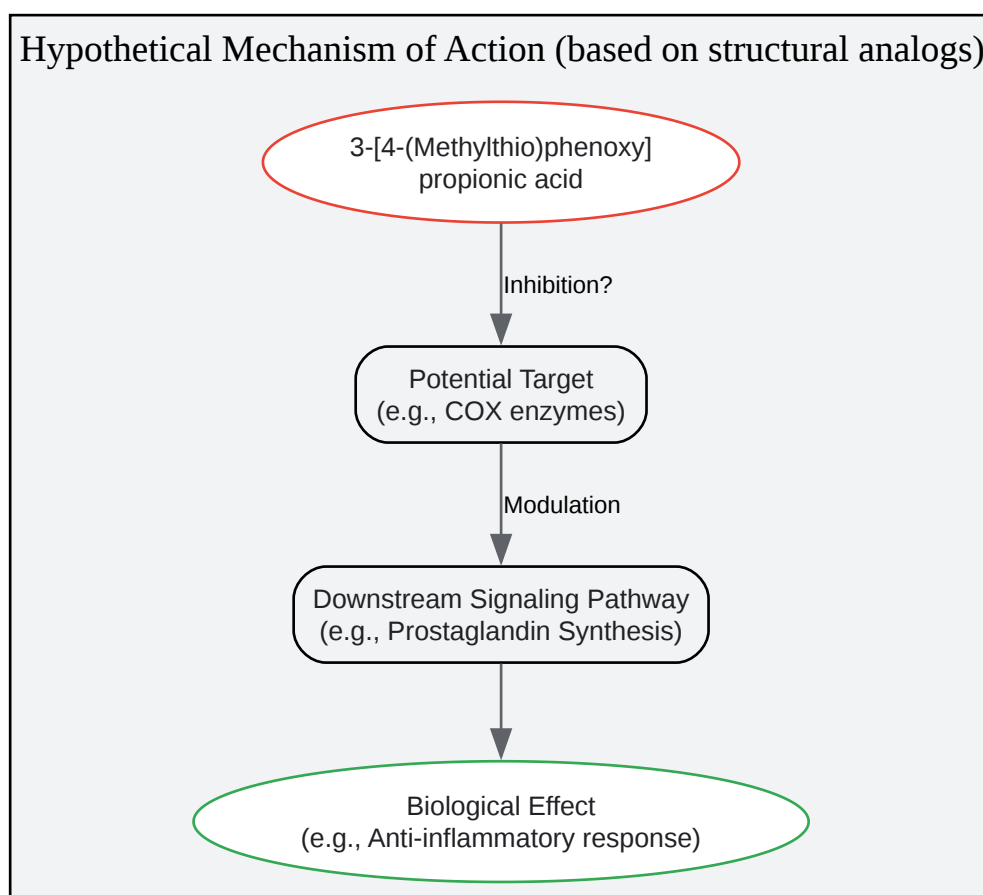 Hypothetical Mechanism of Action (based on structural analogs)
3-[4-(Methylthio)phenoxy]
propionic acid
Inhibition?
Potential Target
(e.g., COX enzymes)
Modulation
Downstream Signaling Pathway
(e.g., Prostaglandin Synthesis)
Biological Effect
(e.g., Anti-inflammatory response)